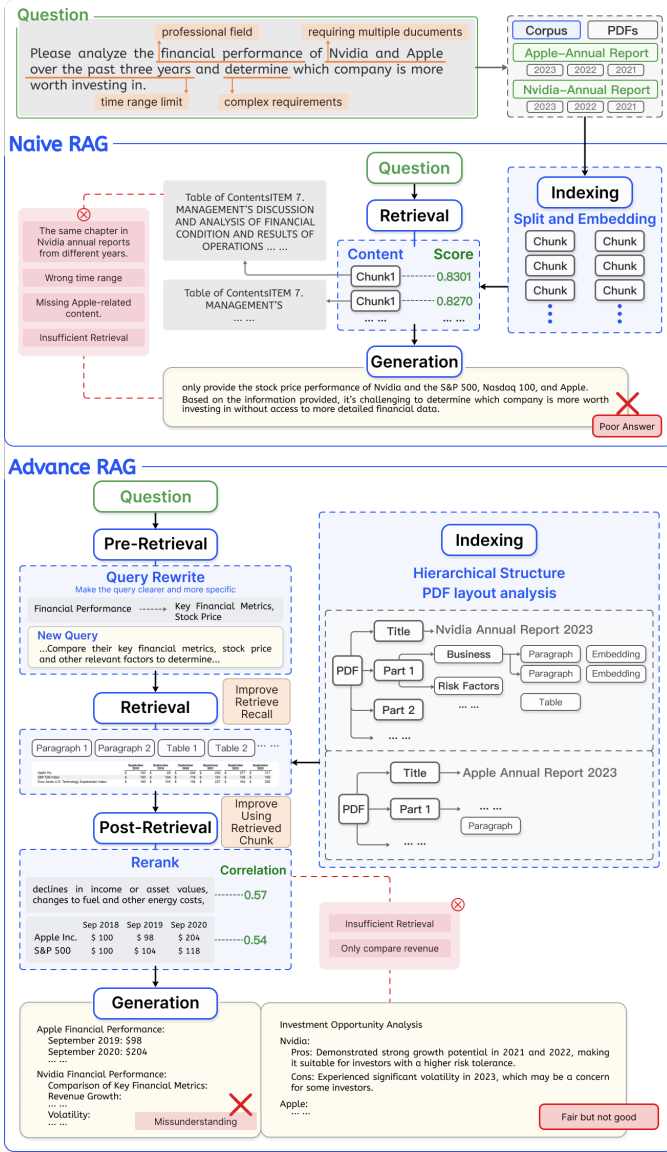 Question
professional field
requiring multiple ducuments
Please analyze the financial performance of Nvidia and Apple
over the past three years and determine which company is more
worth investing in.
time range limit
complex requirements
Corpus
PDFs
Apple-Annual Report
2023
2022
2021
Nvidia-Annual Report
2023
2022
2021
Naive RAG
Question
Retrieval
Content
Score
Chunk1
0.8301
Chunk1
0.8270
... ...
... ...
Indexing
Split and Embedding
Chunk
Chunk
Chunk
Chunk
Chunk
Chunk
Table of ContentsITEM 7.
MANAGEMENT'S DISCUSSION
AND ANALYSIS OF FINANCIAL
CONDITION AND RESULTS OF
OPERATIONS ... ...
Table of ContentsITEM 7.
MANAGEMENT'S
... ...
The same chapter in
Nvidia annual reports
from different years.
Wrong time range
Missing Apple-related
content.
Insufficient Retrieval
Generation
only provide the stock price performance of Nvidia and the S&P 500, Nasdaq 100, and Apple.
Based on the information provided, it's challenging to determine which company is more worth
investing in without access to more detailed financial data.
Poor Answer
Advance RAG
Question
Pre-Retrieval
Query Rewrite
Make the query clearer and more specific
Financial Performance
Key Financial Metrics,
Stock Price
New Query
...Compare their key financial metrics, stock price
and other relevant factors to determine...
Retrieval
Improve
Retrieve
Recall
Paragraph 1
Paragraph 2
Table 1
Table 2
... ...
Post-Retrieval
Improve
Using
Retrieved
Chunk
Rerank
Correlation
declines in income or asset values,
changes to fuel and other energy costs,
0.57
Sep 2018 Sep 2019 Sep 2020
Apple Inc. $ 100 $ 98 $ 204
S&P 500 $ 100 $ 104 $ 118
0.54
Indexing
Hierarchical Structure
PDF layout analysis
PDF
Title
Nvidia Annual Report 2023
Part 1
Business
Paragraph
Embedding
Paragraph
Embedding
Risk Factors
... ...
Table
Part 2
... ...
PDF
Title
Apple Annual Report 2023
Part 1
... ...
Paragraph
... ...
Insufficient Retrieval
Only compare revenue
Generation
Apple Financial Performance:
September 2019: $98
September 2020: $204
... ...
Nvidia Financial Performance:
Comparison of Key Financial Metrics:
Revenue Growth:
... ...
Volatility:
... ...
Missunderstanding
Investment Opportunity Analysis
Nvidia:
Pros: Demonstrated strong growth potential in 2021 and 2022, making
it suitable for investors with a higher risk tolerance.
Cons: Experienced significant volatility in 2023, which may be a concern
for some investors.
Apple:
... ...
Fair but not good